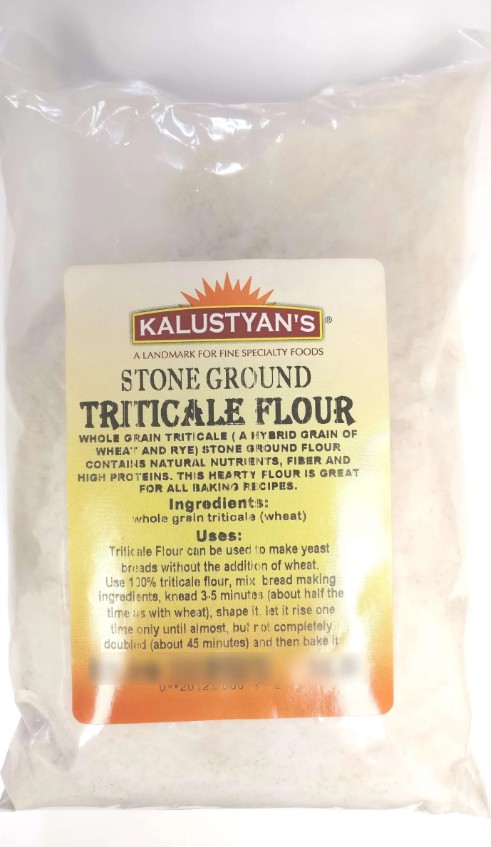 KALUSTYAN'S®
A LANDMARK FOR FINE SPECIALTY FOODS
STONE GROUND
TRITICALE FLOUR
WHOLE GRAIN TRITICALE ( A HYBRID GRAIN OF
WHEAT AND RYE) STONE GROUND FLOUR
CONTAINS NATURAL NUTRIENTS, FIBER AND
HIGH PROTEINS. THIS HEARTY FLOUR IS GREAT
FOR ALL BAKING RECIPES.
Ingredients:
whole grain triticale (wheat)
Uses:
Triticale Flour can be used to make yeast
breads without the addition of wheat.
Use 100% triticale flour, mix bread making
ingredients, knead 3-5 minutes (about half the
time as with wheat), shape it, let it rise one
time only until almost, but not completely
doubled (about 45 minutes) and then bake it